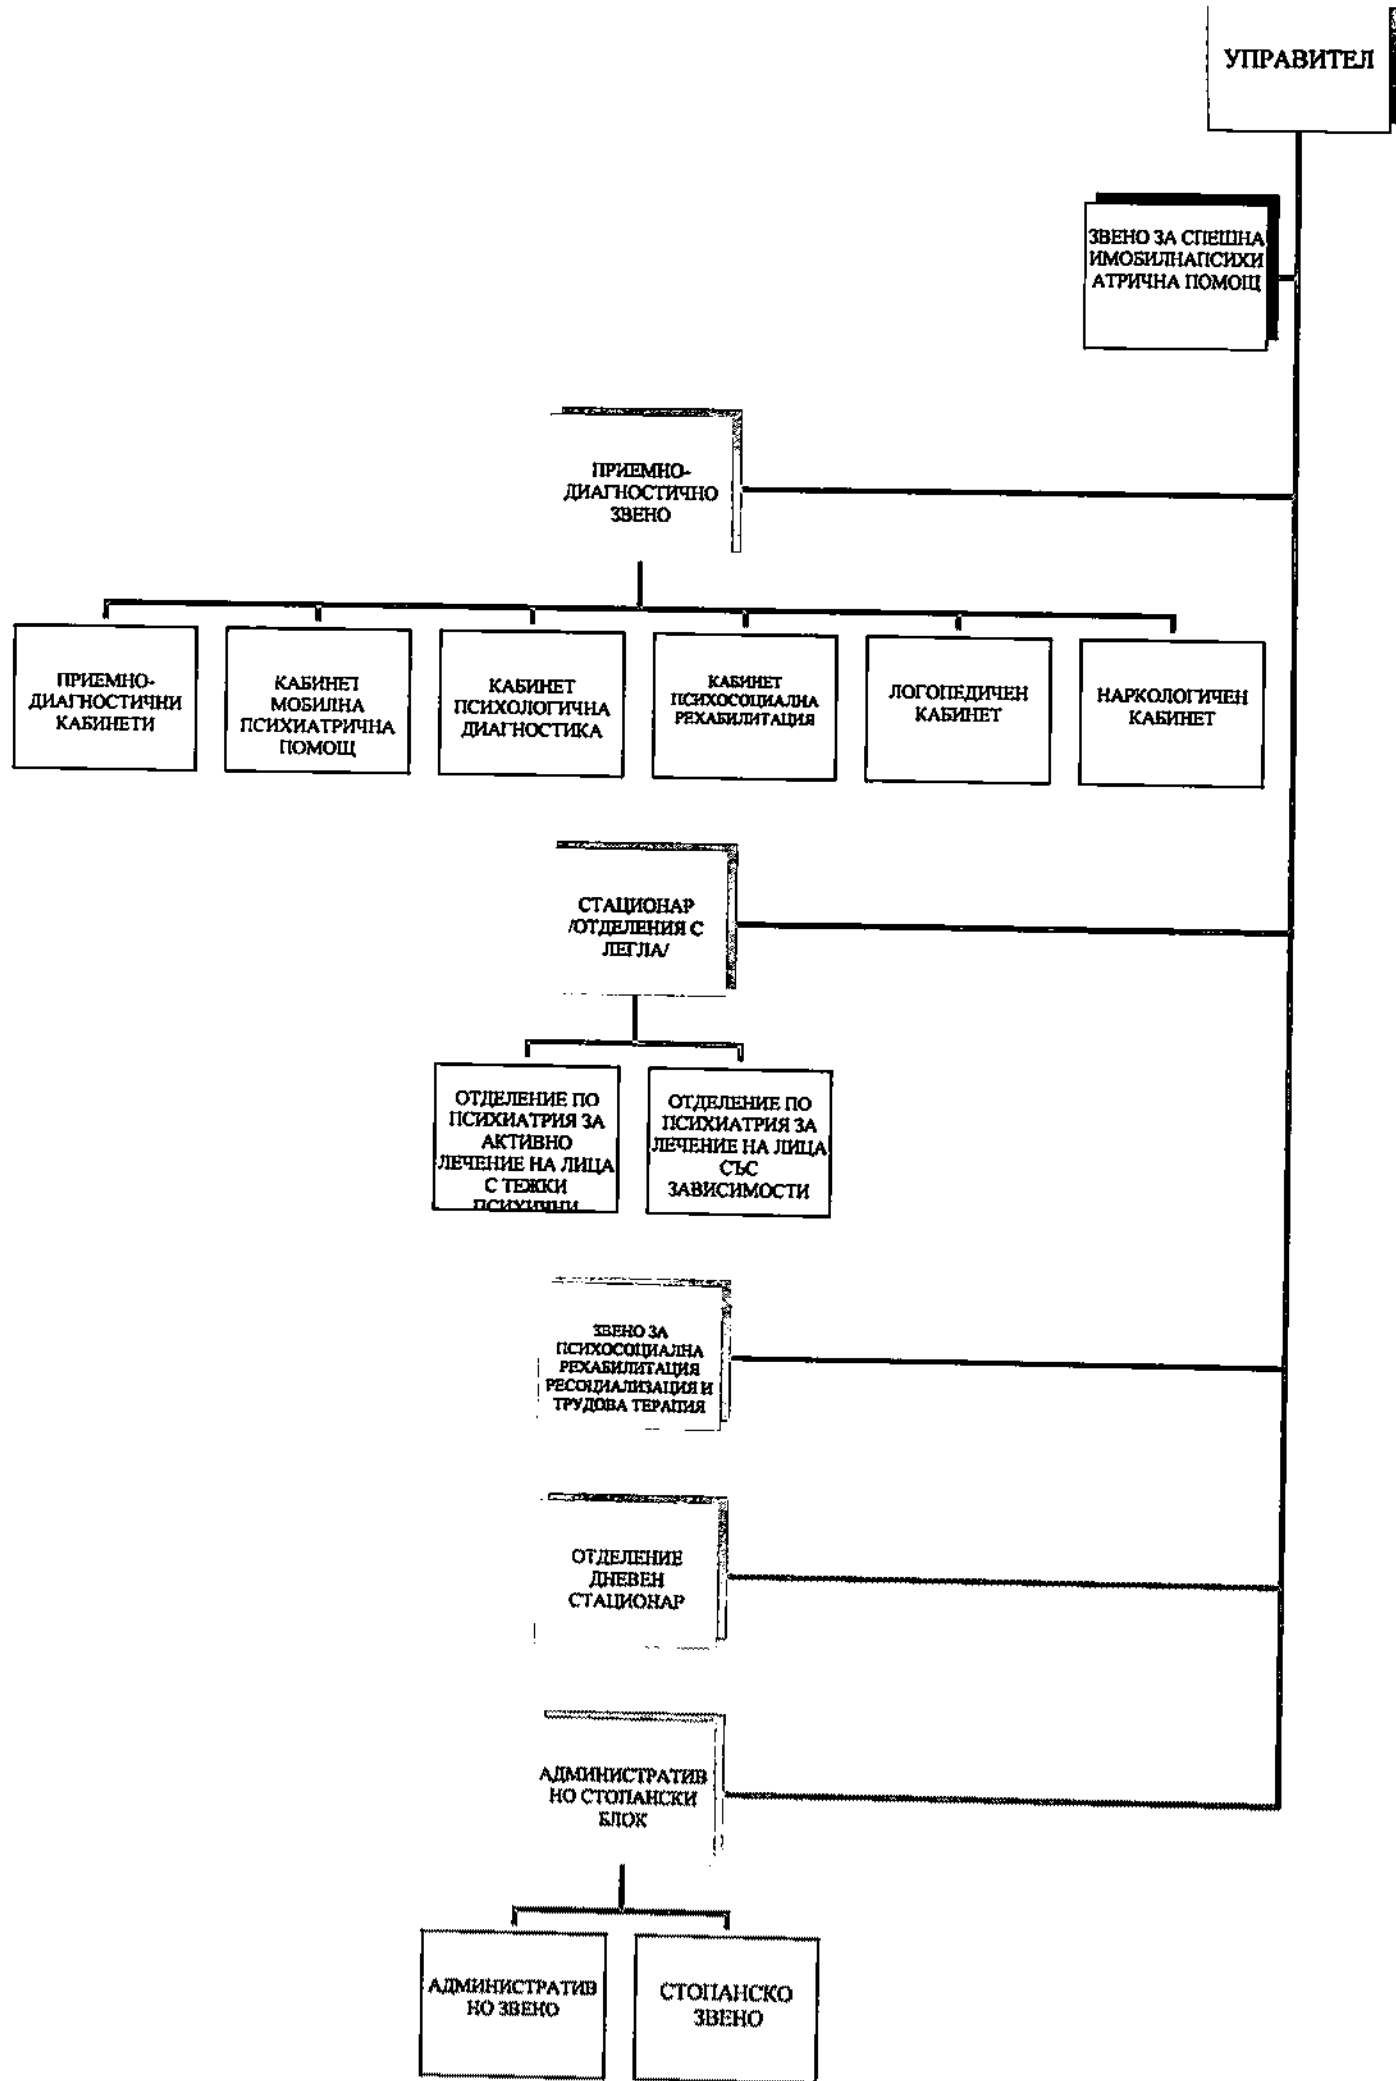 УПРАВИТЕЛ
ЗВЕНО ЗА СПЕШНА
ИМОБИЛНАПСИХИ
АТРИЧНА ПОМОЩ
ПРИЕМНО-
ДИАГНОСТИЧНО
ЗВЕНО
ПРИЕМНО-
ДИАГНОСТИЧНИ
КАБИНЕТИ
КАБИНЕТ
МОБИЛНА
ПСИХИАТРИЧНА
ПОМОЩ
КАБИНЕТ
ПСИХОЛОГИЧНА
ДИАГНОСТИКА
КАБИНЕТ
ПСИХОСОЦИАЛНА
РЕХАБИЛИТАЦИЯ
ЛОГОПЕДИЧЕН
КАБИНЕТ
НАРКОЛОГИЧЕН
КАБИНЕТ
СТАЦИОНАР
/ОТДЕЛЕНИЯ С
ЛЕГЛА/
ОТДЕЛЕНИЕ ПО
ПСИХИАТРИЯ ЗА
АКТИВНО
ЛЕЧЕНИЕ НА ЛИЦА
С ТЕЖКИ
ПСИХИЧНИ
ОТДЕЛЕНИЕ ПО
ПСИХИАТРИЯ ЗА
ЛЕЧЕНИЕ НА ЛИЦА
СЪС
ЗАВИСИМОСТИ
ЗВЕНО ЗА
ПСИХОСОЦИАЛНА
РЕХАБИЛИТАЦИЯ
РЕСОЦИАЛИЗАЦИЯ И
ТРУДОВА ТЕРАПИЯ
ОТДЕЛЕНИЕ
ДНЕВЕН
СТАЦИОНАР
АДМИНИСТРАТИВ
НО СТОПАНСКИ
БЛОК
АДМИНИСТРАТИВ
НО ЗВЕНО
СТОПАНСКО
ЗВЕНО